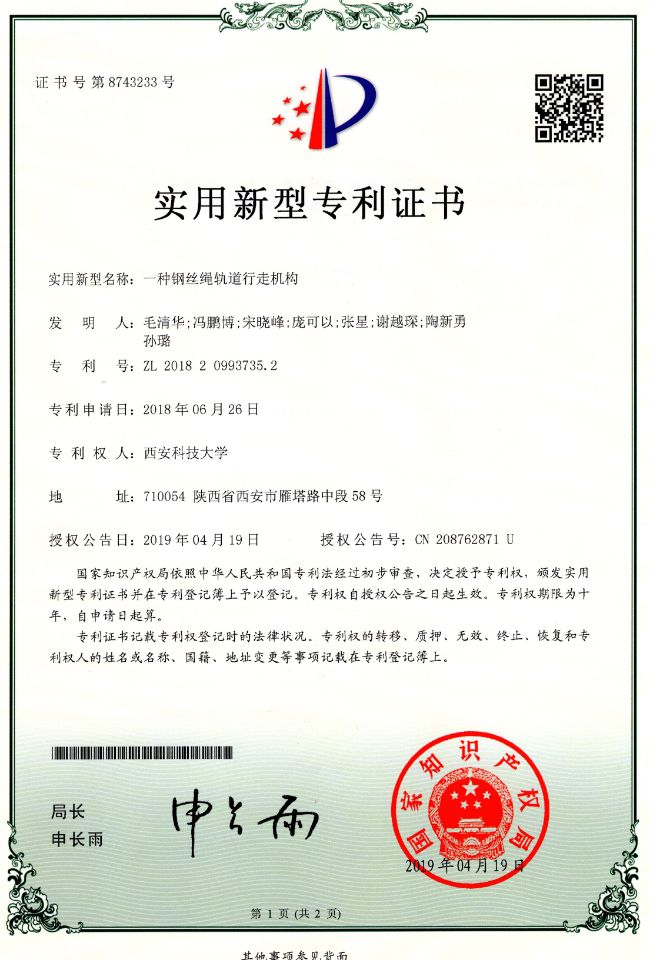 证书号第8743233号
实用新型专利证书
实用新型名称：一种钢丝绳轨道行走机构
发明人：毛清华;冯鹏博;宋晓峰;庞可以;张星;谢越琛;陶新勇
孙璐
专利号：ZL 2018 2 0993735.2
专利申请日：2018年06月26日
专利权人：西安科技大学
地址：710054 陕西省西安市雁塔路中段58号
授权公告日：2019年04月19日 授权公告号：CN 208762871 U
国家知识产权局依照中华人民共和国专利法经过初步审查，决定授予专利权，颁发实用
新型专利证书并在专利登记簿上予以登记。专利权自授权公告之日起生效。专利权期限为十
年，自申请日起算。
专利证书记载专利权登记时的法律状况。专利权的转移、质押、无效、终止、恢复和专
利权人的姓名或名称、国籍、地址变更等事项记载在专利登记簿上。
局长
申长雨
申长雨
国家知识产权局
2019年04月19日
第1页(共2页)
其他事项参见背面